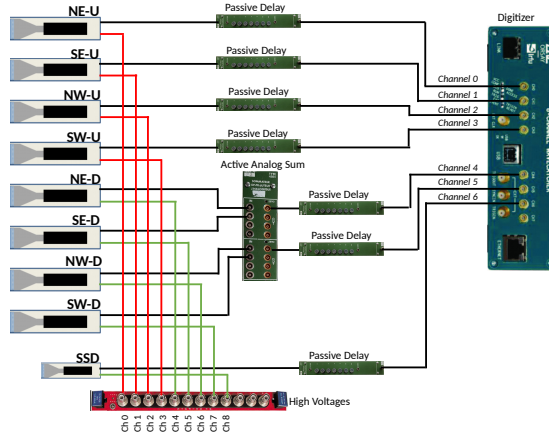 NE-U
Passive Delay
Digitizer
SE-U
Passive Delay
Channel 0
NW-U
Passive Delay
Channel 1
Channel 2
SW-U
Passive Delay
Channel 3
NE-D
Active Analog Sum
Channel 4
Passive Delay
Channel 5
SE-D
Channel 6
NW-D
Passive Delay
SW-D
SSD
Passive Delay
High Voltages
Ch 0
Ch 1
Ch 2
Ch 3
Ch 4
Ch 5
Ch 6
Ch 7
Ch 8
LINK
USB
ETHERNET